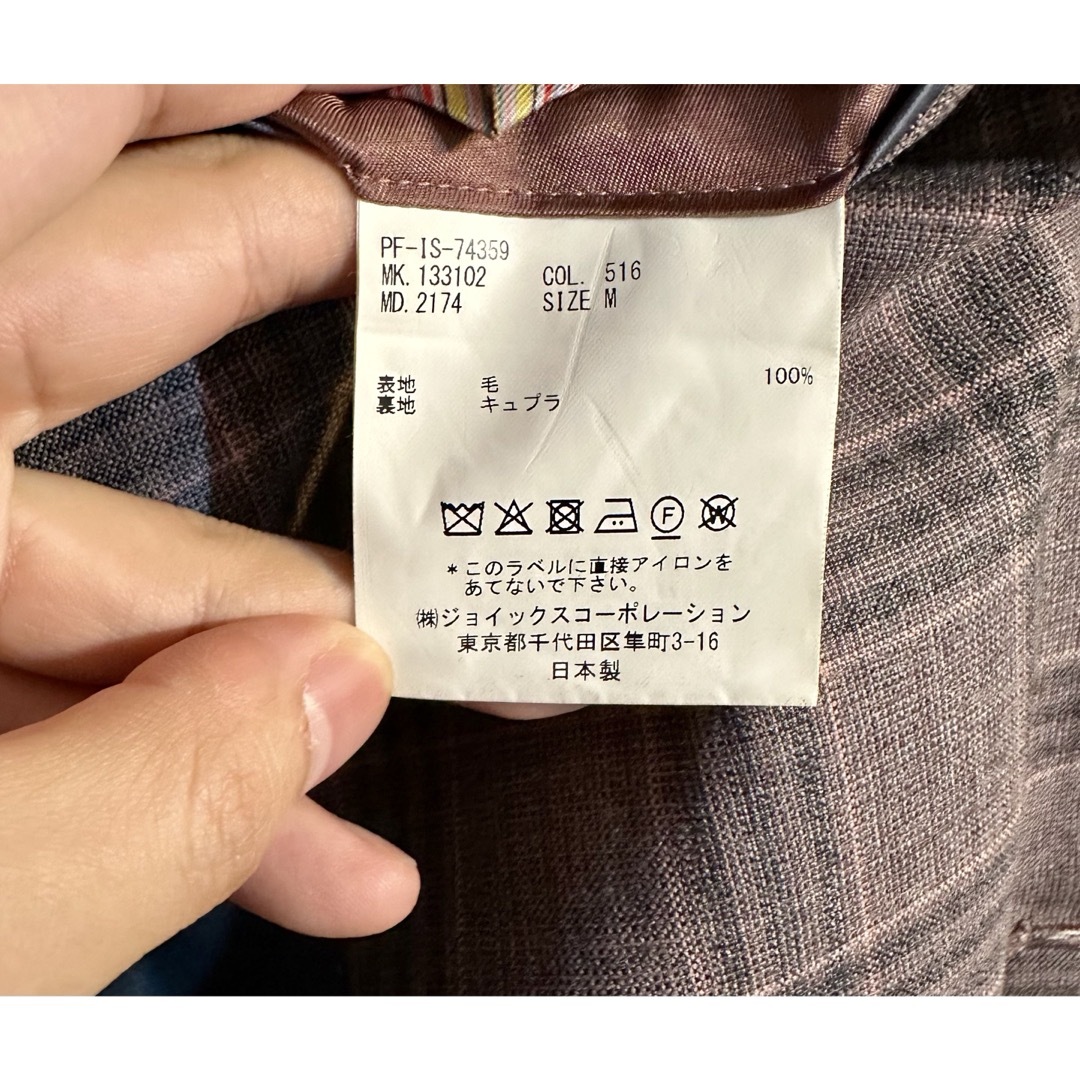 PF-IS-74359
MK. 133102 COL. 516
MD. 2174 SIZE M
表地 毛 100%
裏地 キュプラ
F
W
*このラベルに直接アイロンを
あてないで下さい。
㈱ジョイックスコーポレーション
東京都千代田区隼町3-16
日本製